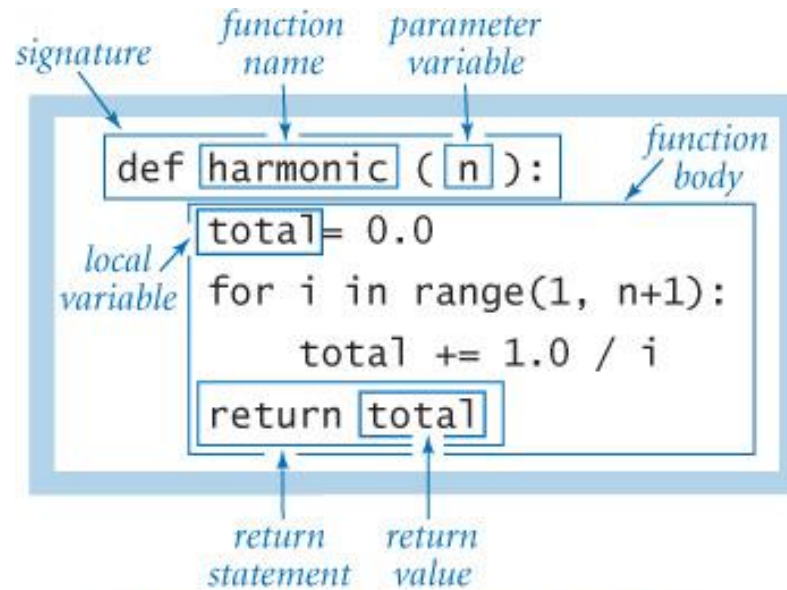 signature
function name
parameter variable
def harmonic ( n ):
function body
local variable
total= 0.0
for i in range(1, n+1):
total += 1.0 / i
return total
return statement
return value